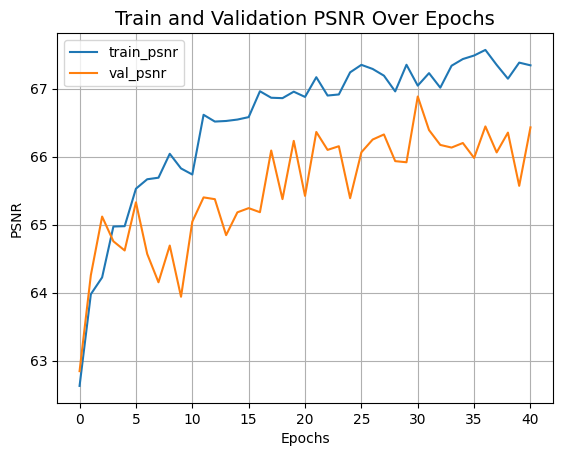 Train and Validation PSNR Over Epochs
train_psnr
val_psnr
PSNR
67
66
65
64
63
0 5 10 15 20 25 30 35 40
Epochs